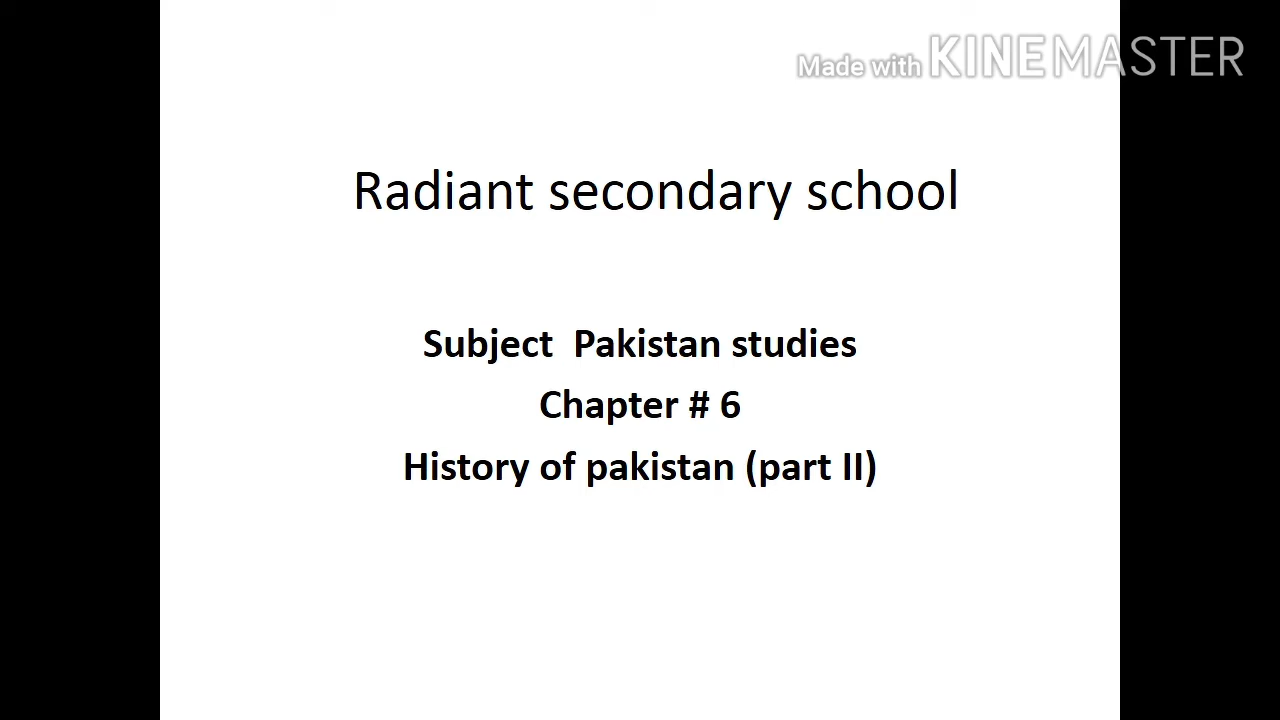 Made with KINEMASTER
Radiant secondary school
Subject  Pakistan studies
Chapter # 6
History of pakistan (part II)